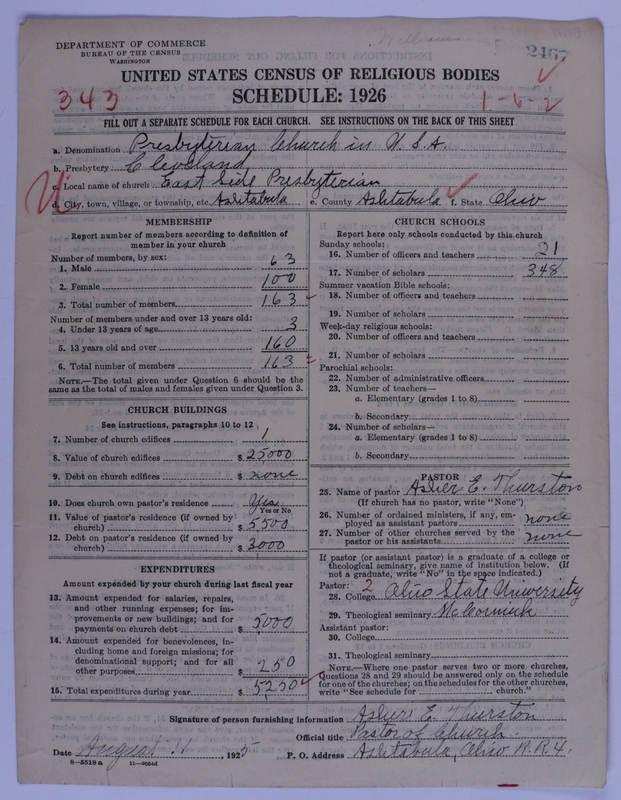 DEPARTMENT OF COMMERCE
BUREAU OF THE CENSUS
WASHINGTON
2467
UNITED STATES CENSUS OF RELIGIOUS BODIES
343
SCHEDULE: 1926
1-6-2
FILL OUT A SEPARATE SCHEDULE FOR EACH CHURCH. SEE INSTRUCTIONS ON THE BACK OF THIS SHEET
a. Denomination Presbyterian Church in U.S.A.
b. Presbytery Cleveland
c. Local name of church East Side Presbyterian
d. City, town, village, or township, etc. Ashtabula e. County Ashtabula f. State Ohio
MEMBERSHIP
Report number of members according to definition of
member in your church
Number of members, by sex:
1. Male 63
2. Female 100
3. Total number of members 163
Number of members under and over 13 years old:
4. Under 13 years of age 3
5. 13 years old and over 160
6. Total number of members 163
NOTE.—The total given under Question 6 should be the
same as the total of males and females given under Question 3.
CHURCH BUILDINGS
See instructions, paragraphs 10 to 12
7. Number of church edifices 1
8. Value of church edifices $ 25000
9. Debt on church edifices $ none
10. Does church own pastor's residence Yes
Yes or No
11. Value of pastor's residence (if owned by
church) $ 5500
12. Debt on pastor's residence (if owned by
church) $ 3000
EXPENDITURES
Amount expended by your church during last fiscal year
13. Amount expended for salaries, repairs,
and other running expenses; for im-
provements or new buildings; and for
payments on church debt $ 5000
14. Amount expended for benevolences, in-
cluding home and foreign missions; for
denominational support; and for all
other purposes $ 250
15. Total expenditures during year $ 5250
CHURCH SCHOOLS
Report here only schools conducted by this church
Sunday schools:
16. Number of officers and teachers 21
17. Number of scholars 348
Summer vacation Bible schools:
18. Number of officers and teachers
19. Number of scholars
Week-day religious schools:
20. Number of officers and teachers
21. Number of scholars
Parochial schools:
22. Number of administrative officers
23. Number of teachers—
a. Elementary (grades 1 to 8)
b. Secondary
24. Number of scholars—
a. Elementary (grades 1 to 8)
b. Secondary
PASTOR
25. Name of pastor Asher E. Thurston
(If church has no pastor, write "None")
26. Number of ordained ministers, if any, em-
ployed as assistant pastors none
27. Number of other churches served by the
pastor or his assistants none
If pastor (or assistant pastor) is a graduate of a college or
theological seminary, give name of institution below. (If
not a graduate, write "No" in the space indicated.)
Pastor: 2
28. College Ohio State University
29. Theological seminary McCormick
Assistant pastor:
30. College
31. Theological seminary
NOTE.—Where one pastor serves two or more churches,
Questions 28 and 29 should be answered only on the schedule
for one of the churches; on the schedules for the other churches,
write "See schedule for church."
Signature of person furnishing information Asher E. Thurston
Official title Pastor of Church
Date August 11, 192
P. O. Address Ashtabula, Ohio R.R. 4.
8—5518 a